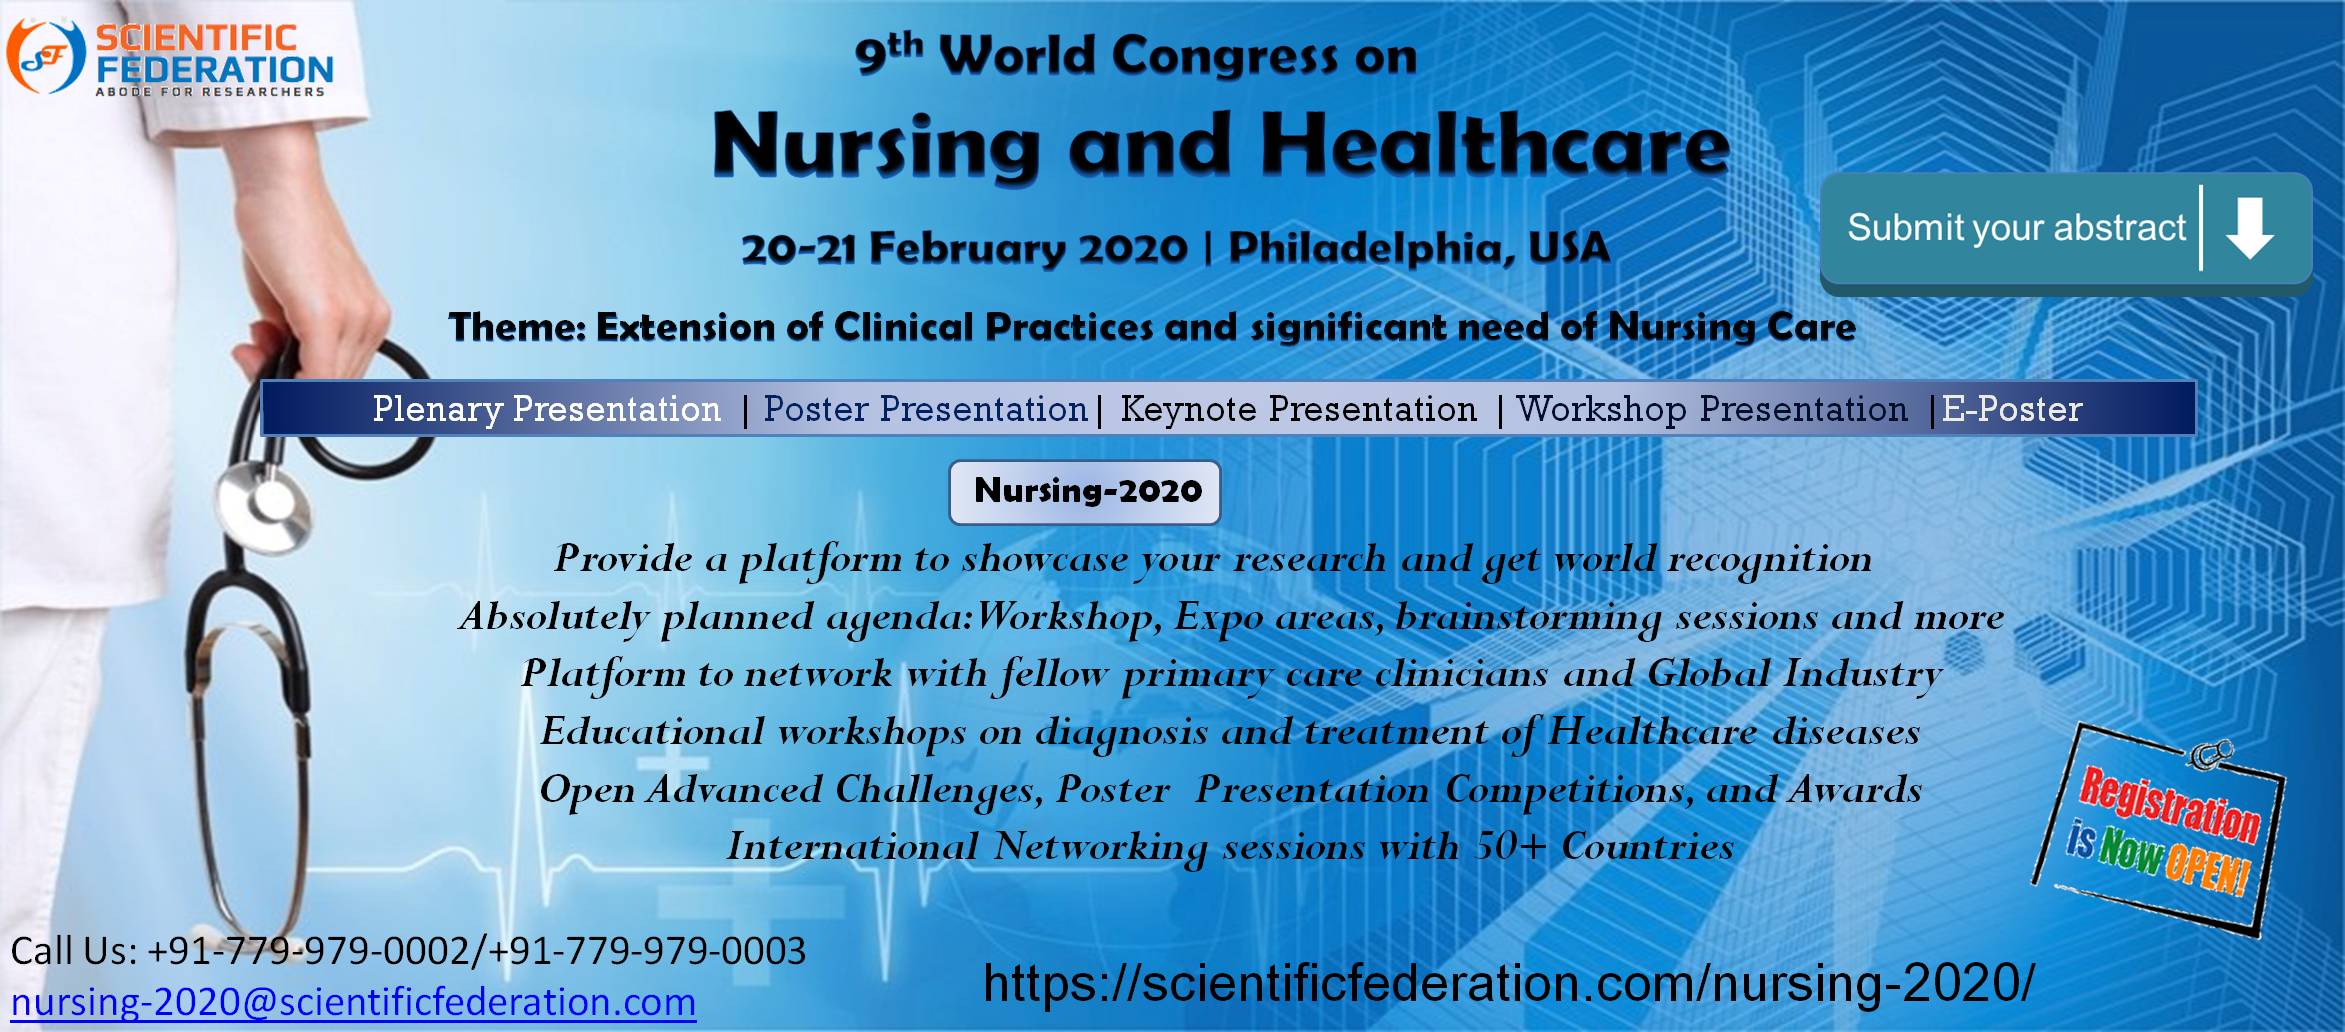 SCIENTIFIC
FEDERATION
ABODE FOR RESEARCHERS
9th World Congress on
Nursing and Healthcare
20-21 February 2020 | Philadelphia, USA
Submit your abstract
Theme: Extension of Clinical Practices and significant need of Nursing Care
Plenary Presentation | Poster Presentation | Keynote Presentation | Workshop Presentation | E-Poster
Nursing-2020
Provide a platform to showcase your research and get world recognition
Absolutely planned agenda: Workshop, Expo areas, brainstorming sessions and more
Platform to network with fellow primary care clinicians and Global Industry
Educational workshops on diagnosis and treatment of Healthcare diseases
Open Advanced Challenges, Poster Presentation Competitions, and Awards
International Networking sessions with 50+ Countries
Registration
is Now OPEN!
Call Us: +91-779-979-0002/+91-779-979-0003
nursing-2020@scientificfederation.com
https://scientificfederation.com/nursing-2020/